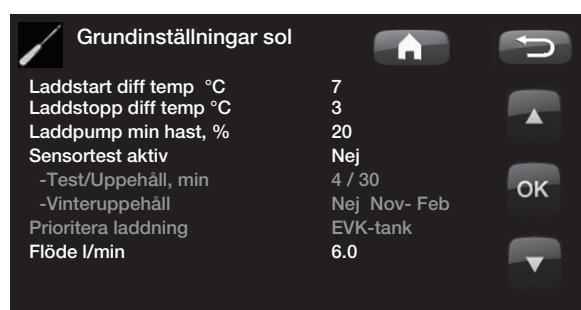 Grundinställningar sol
Laddstart diff temp °C 7
Laddstopp diff temp °C 3
Laddpump min hast, % 20
Sensortest aktiv Nej
-Test/Uppehåll, min 4 / 30
-Vinteruppehåll Nej Nov- Feb
Prioritera laddning EVK-tank
Flöde l/min 6.0
OK